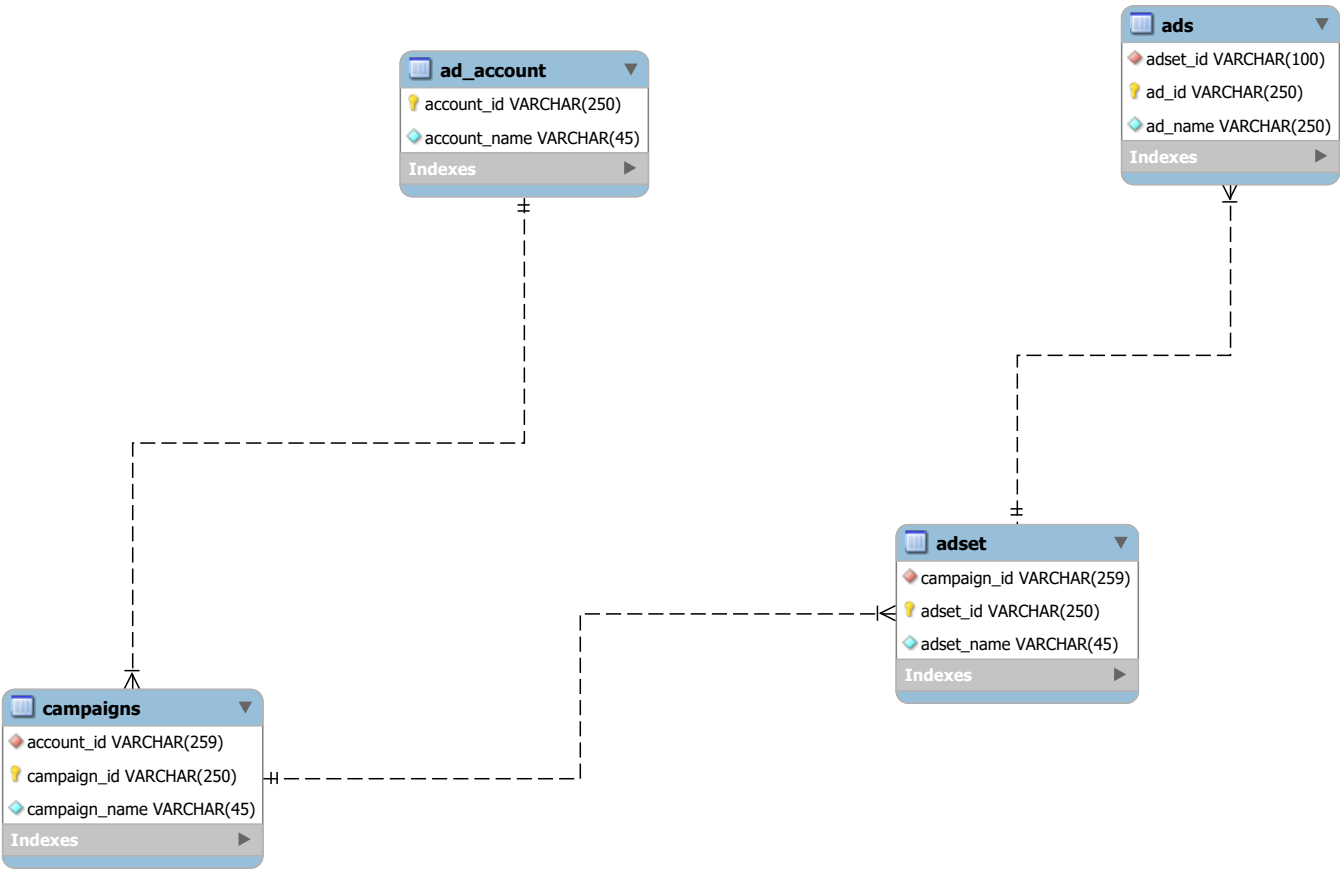 ads
adset_id VARCHAR(100)
ad_id VARCHAR(250)
ad_name VARCHAR(250)
Indexes
ad_account
account_id VARCHAR(250)
account_name VARCHAR(45)
Indexes
adset
campaign_id VARCHAR(259)
adset_id VARCHAR(250)
adset_name VARCHAR(45)
Indexes
campaigns
account_id VARCHAR(259)
campaign_id VARCHAR(250)
campaign_name VARCHAR(45)
Indexes